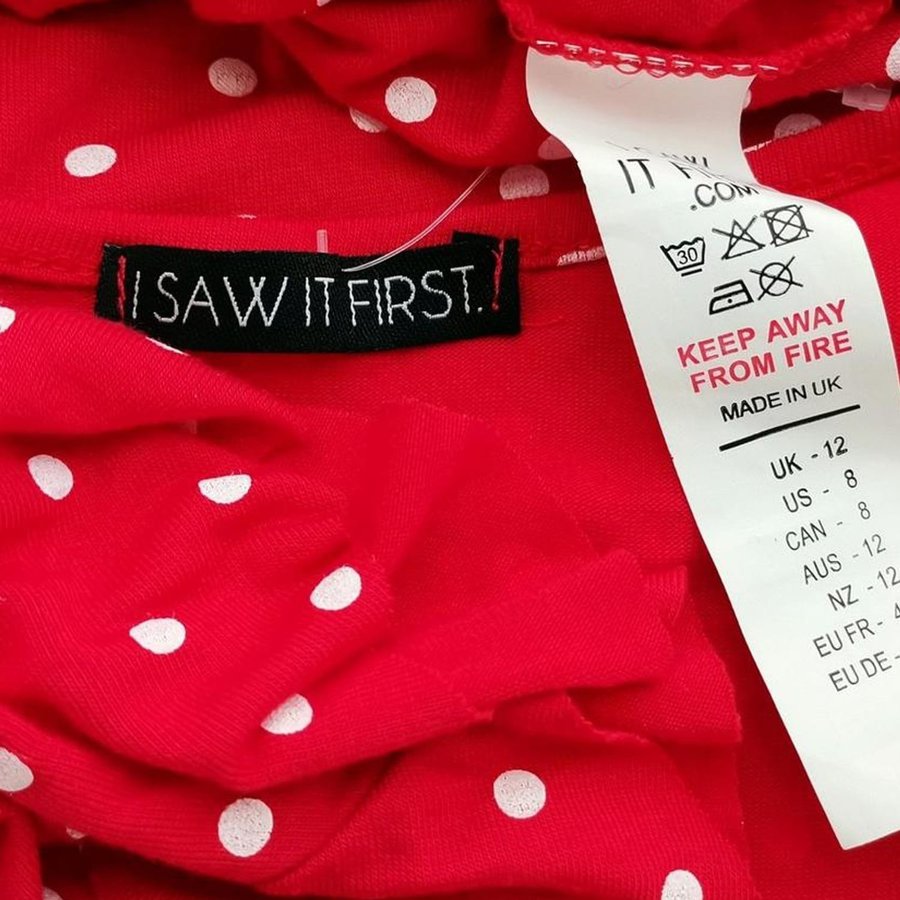 I SAW IT FIRST.
IT
.COM
30
KEEP AWAY
FROM FIRE
MADE IN UK
UK - 12
US - 8
CAN - 8
AUS - 12
NZ - 12
EU FR - 4
EU DE -